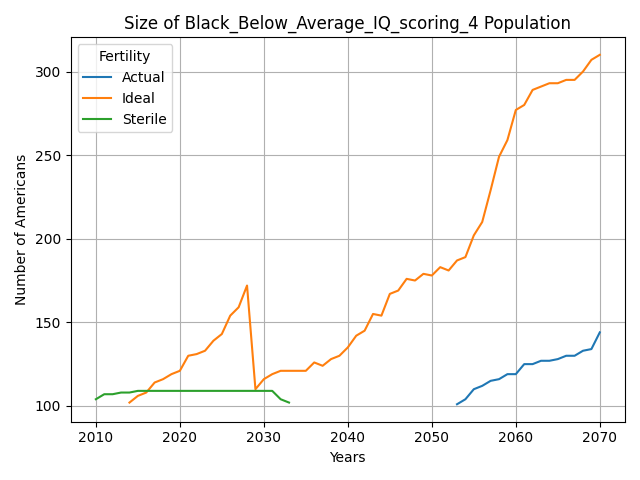 Size of Black_Below_Average_IQ_scoring_4 Population
Fertility
Actual
Ideal
Sterile
Number of Americans
300
250
200
150
100
2010 2020 2030 2040 2050 2060 2070
Years